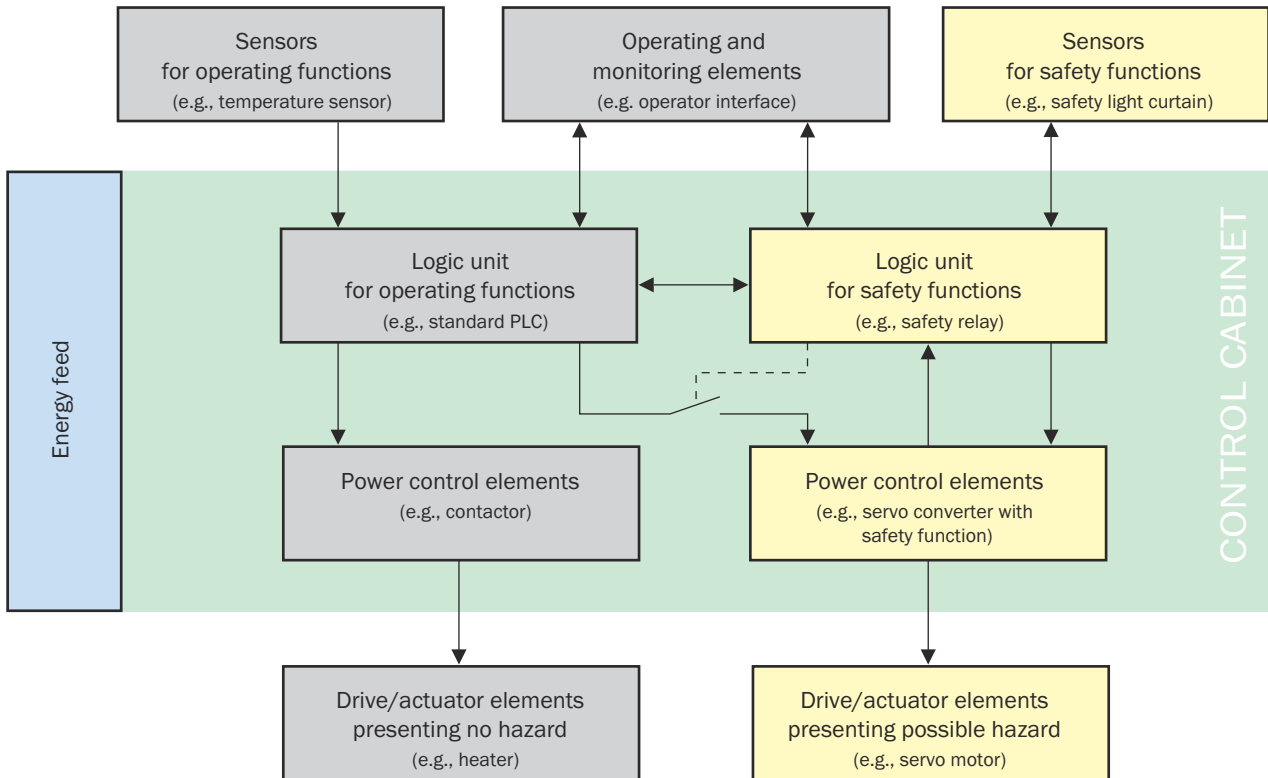 Sensors
for operating functions
(e.g., temperature sensor)
Operating and
monitoring elements
(e.g. operator interface)
Sensors
for safety functions
(e.g., safety light curtain)
Energy feed
CONTROL CABINET
Logic unit
for operating functions
(e.g., standard PLC)
Logic unit
for safety functions
(e.g., safety relay)
Power control elements
(e.g., contactor)
Power control elements
(e.g., servo converter with
safety function)
Drive/actuator elements
presenting no hazard
(e.g., heater)
Drive/actuator elements
presenting possible hazard
(e.g., servo motor)